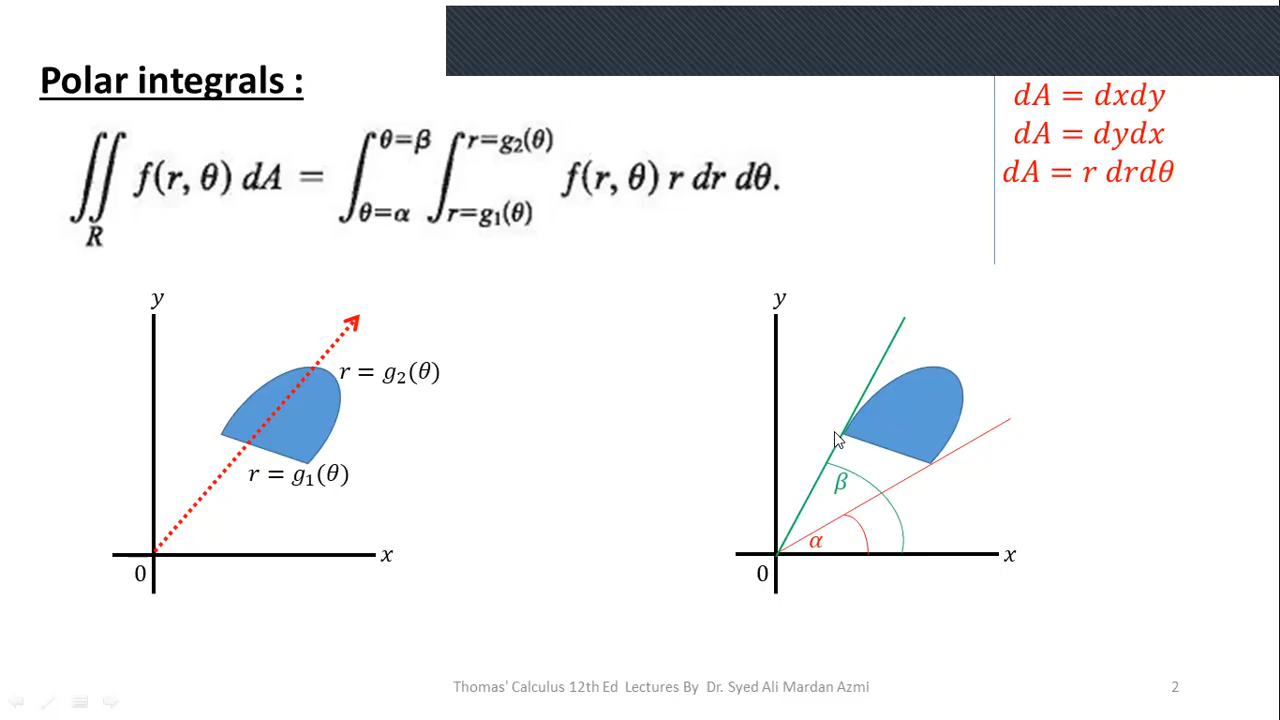 Polar integrals :
dA = dxdy
dA = dydx
dA = r drdθ
∬_R f(r, θ) dA = ∫_{θ=α}^{θ=β} ∫_{r=g₁(θ)}^{r=g₂(θ)} f(r, θ) r dr dθ.
y
r = g₂(θ)
r = g₁(θ)
x
0
y
β
α
x
0
Thomas' Calculus 12th Ed Lectures By Dr. Syed Ali Mardan Azmi
2